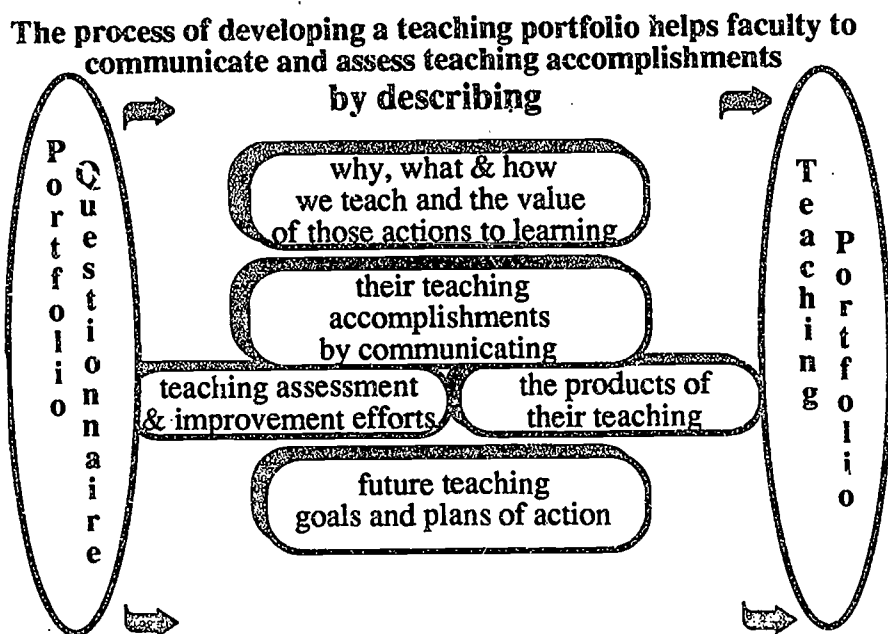 The process of developing a teaching portfolio helps faculty to
communicate and assess teaching accomplishments
by describing
Portfolio
Questionnaire
why, what & how
we teach and the value
of those actions to learning
their teaching
accomplishments
by communicating
teaching assessment
& improvement efforts
the products of
their teaching
future teaching
goals and plans of action
Teaching
Portfolio